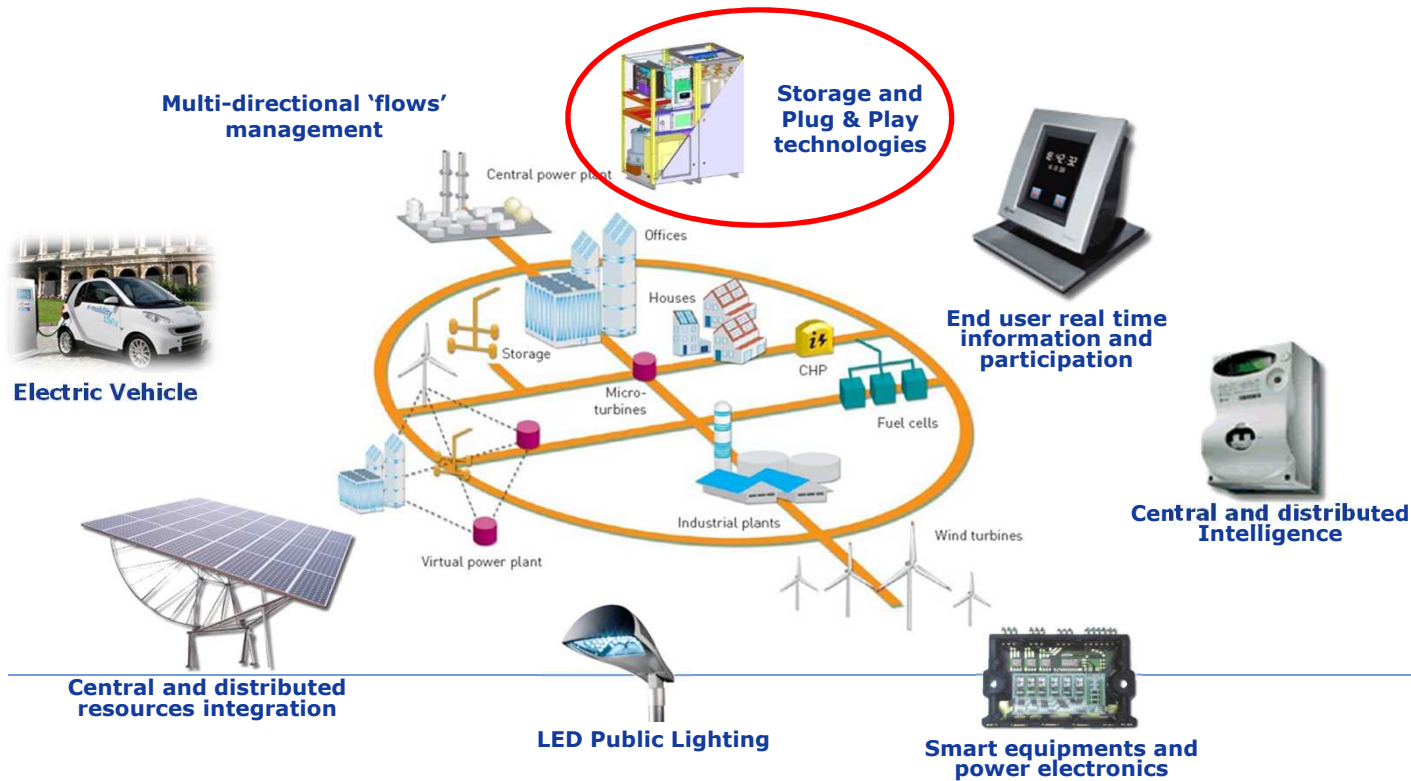 Multi-directional ‘flows’
management
Storage and
Plug & Play
technologies
Central power plant
Offices
Houses
Storage
Micro-
turbines
CHP
Fuel cells
Industrial plants
Virtual power plant
Wind turbines
Electric Vehicle
End user real time
information and
participation
Central and distributed
Intelligence
Central and distributed
resources integration
LED Public Lighting
Smart equipments and
power electronics